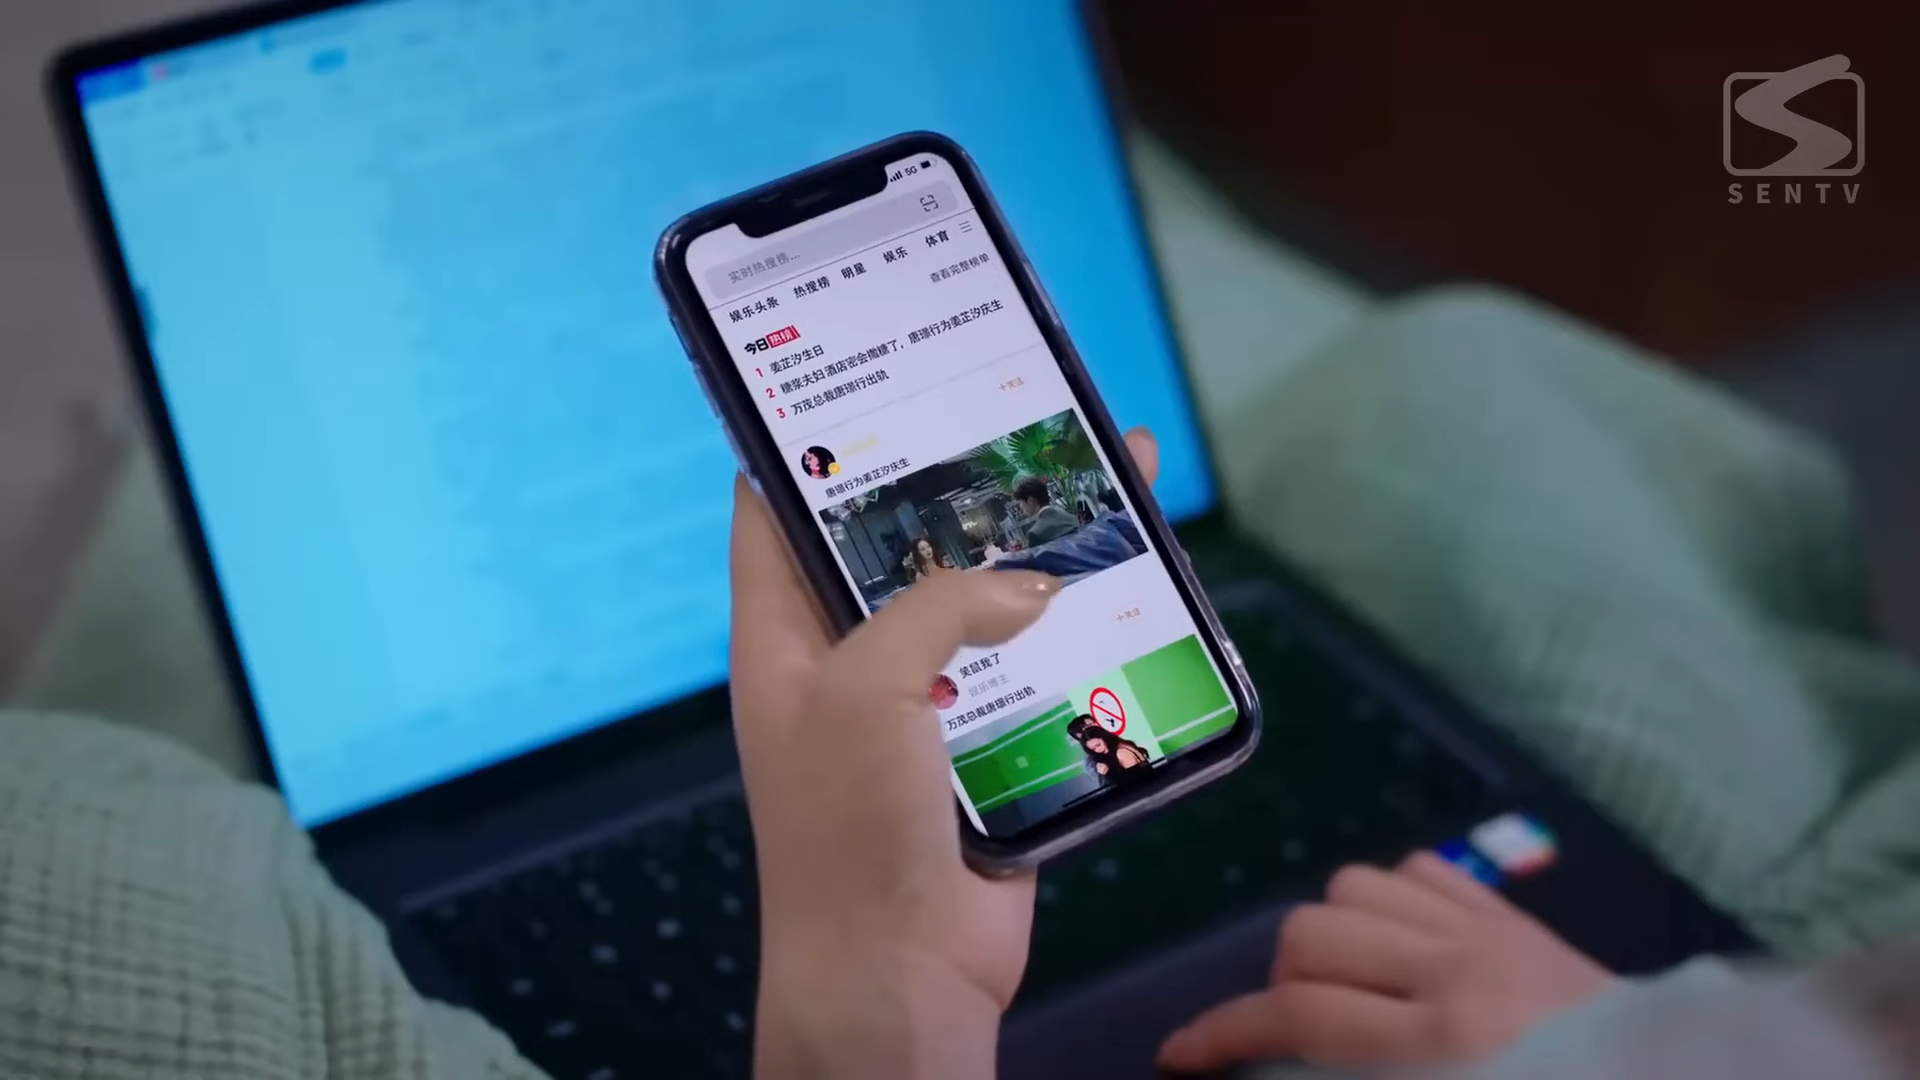 SENTV
5G
实时热搜榜...
娱乐头条 热搜榜 明星 娱乐 体育
今日热榜 查看完整榜单
1 姜芷汐生日
2 糖浆夫妇酒店密会撒糖了，唐璟行为姜芷汐庆生
3 万茂总裁唐璟行出轨
+关注
唐璟行为姜芷汐庆生
+关注
笑鼠我了
娱乐博主
万茂总裁唐璟行出轨